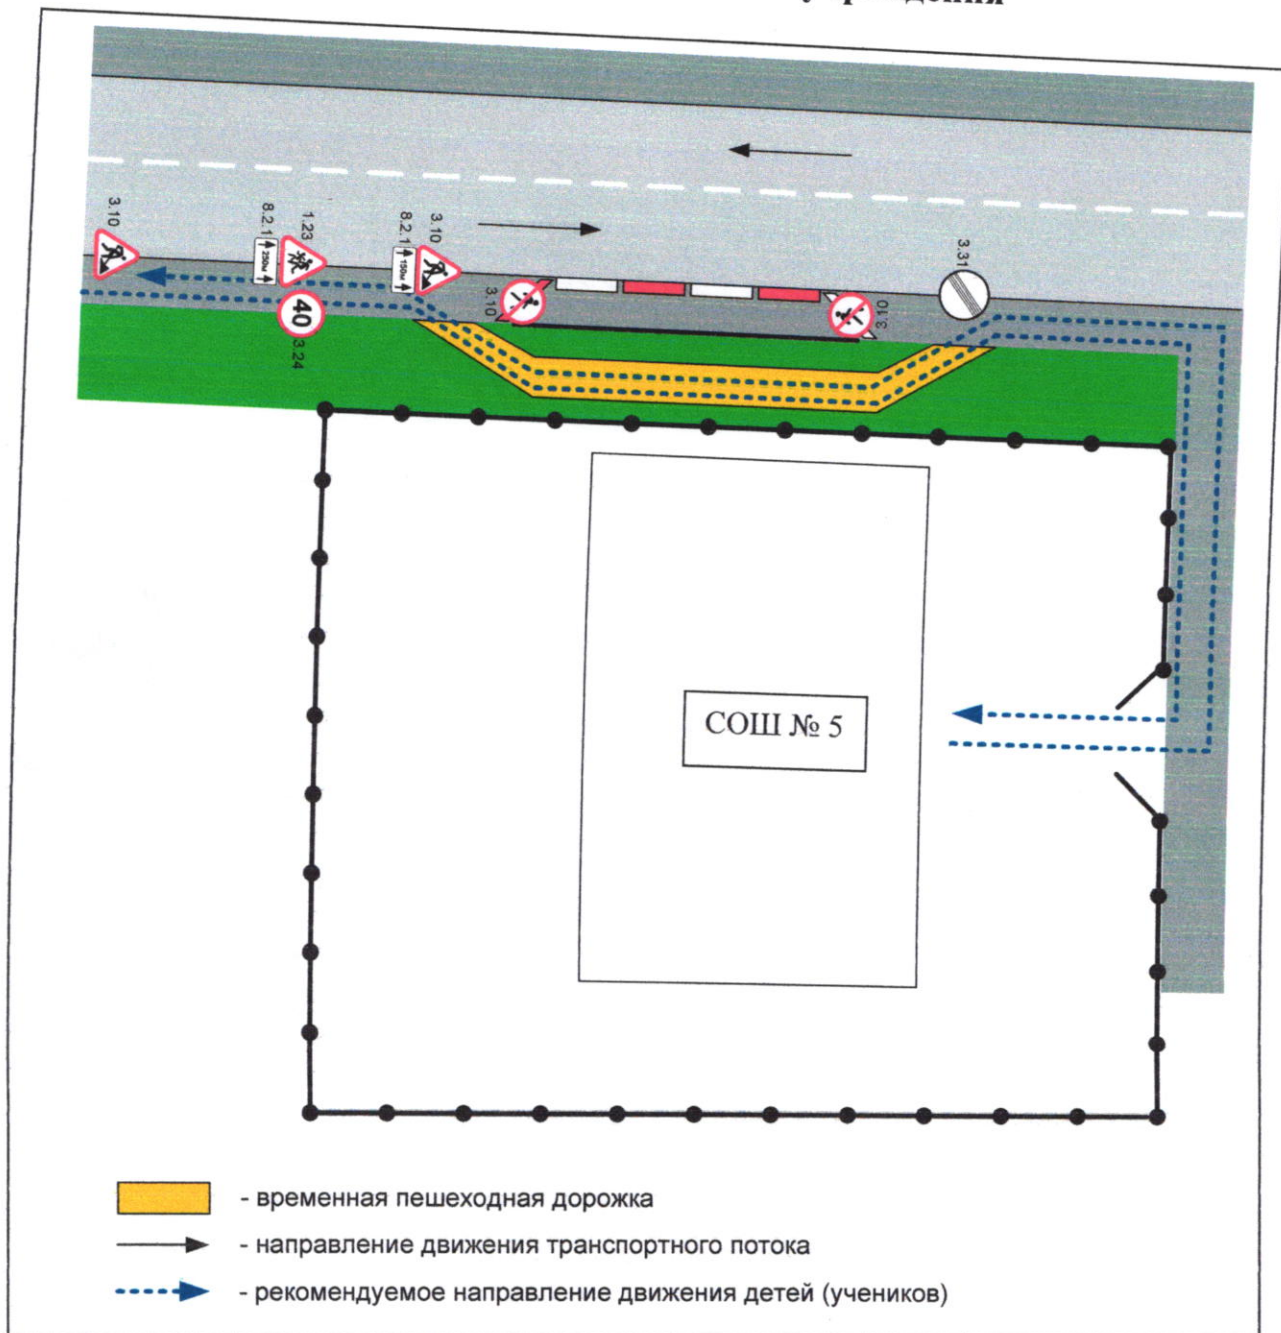 3.10
8.2.1
250м
1.23
8.2.1
150м
3.10
3.10
3.10
3.31
40
3.24
СОШ № 5
- временная пешеходная дорожка
- направление движения транспортного потока
- рекомендуемое направление движения детей (учеников)